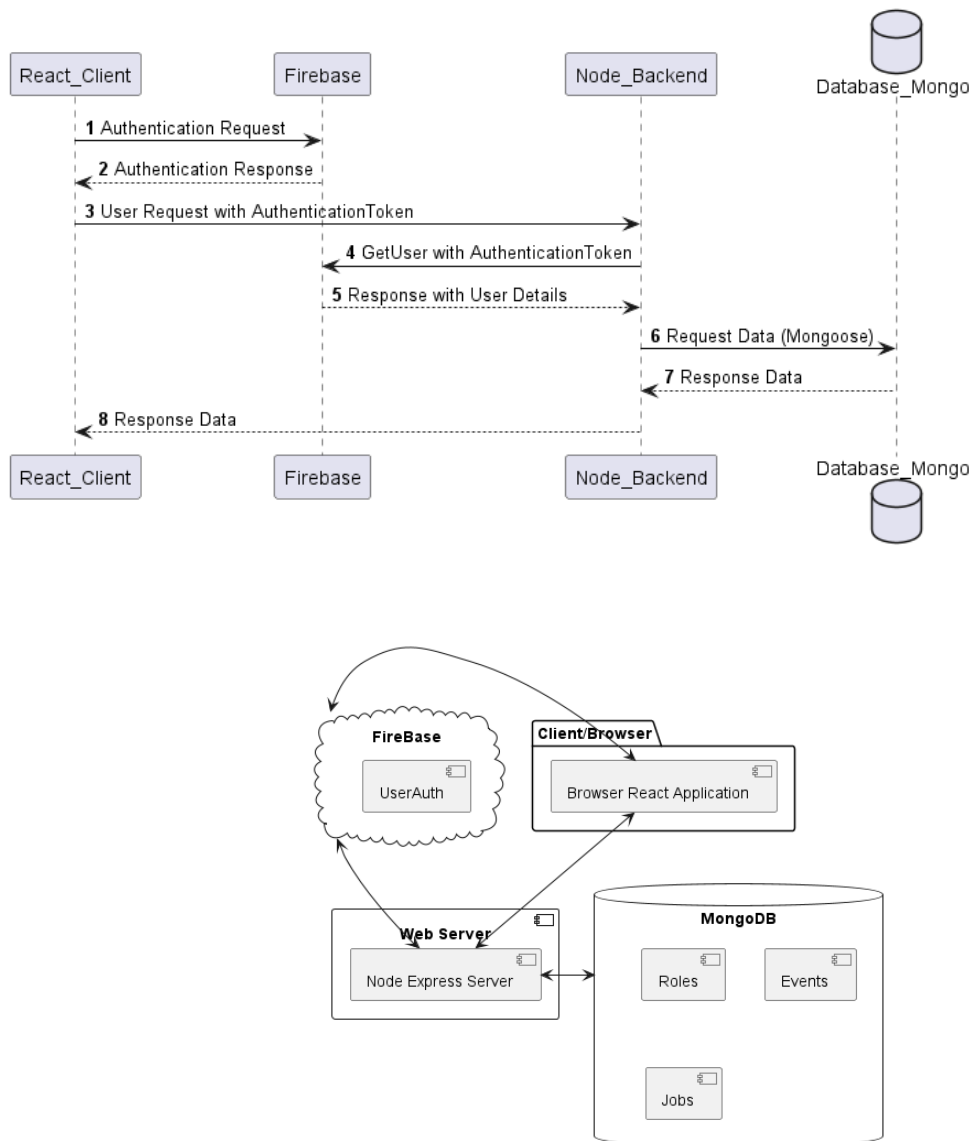 Database_Mongo
React_Client
Firebase
Node_Backend
1 Authentication Request
2 Authentication Response
3 User Request with AuthenticationToken
4 GetUser with AuthenticationToken
5 Response with User Details
6 Request Data (Mongoose)
7 Response Data
8 Response Data
React_Client
Firebase
Node_Backend
Database_Mongo
FireBase
UserAuth
Client/Browser
Browser React Application
Web Server
Node Express Server
MongoDB
Roles
Events
Jobs